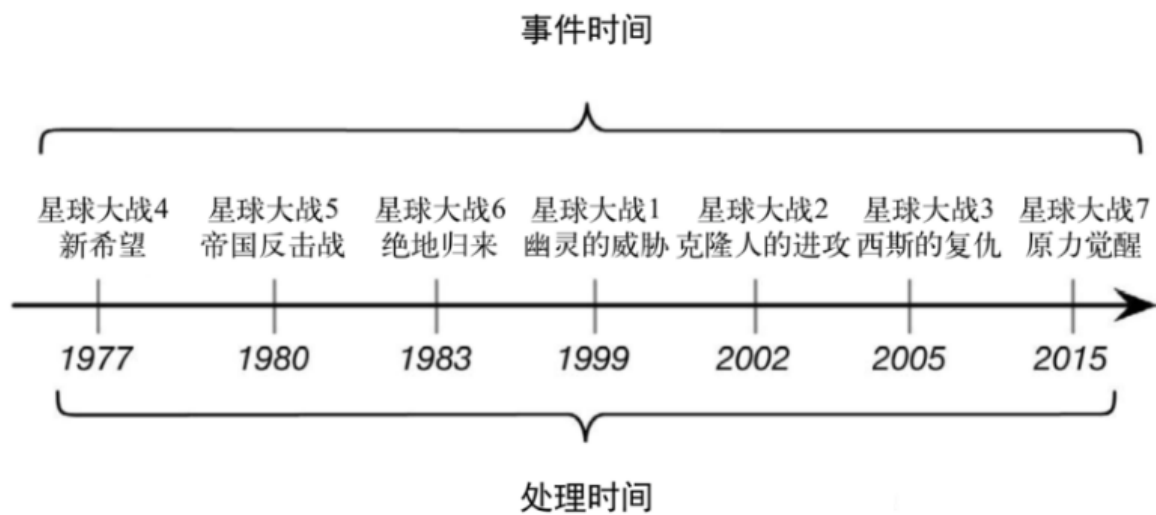 事件时间
星球大战4 星球大战5 星球大战6 星球大战1 星球大战2 星球大战3 星球大战7
新希望 帝国反击战 绝地归来 幽灵的威胁 克隆人的进攻 西斯的复仇 原力觉醒
1977 1980 1983 1999 2002 2005 2015
处理时间